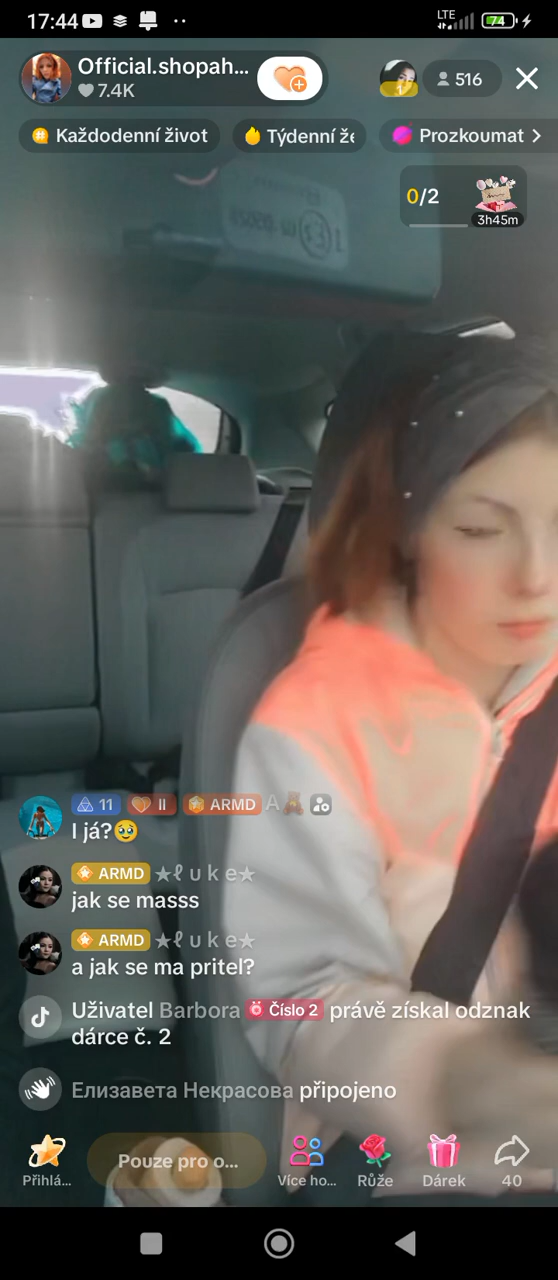 17:44
LTE
74
Official.shopah...
7.4K
516
Každodenní život
Týdenní že
Prozkoumat
0/2
3h45m
11 II ARMD A
I já?🥹
ARMD ★ℓ u k e★
jak se masss
ARMD ★ℓ u k e★
a jak se ma pritel?
Uživatel Barbora Číslo 2 právě získal odznak
dárce č. 2
Елизавета Некрасова připojeno
Pouze pro o...
Přihlá...
Více ho...
Růže
Dárek
40